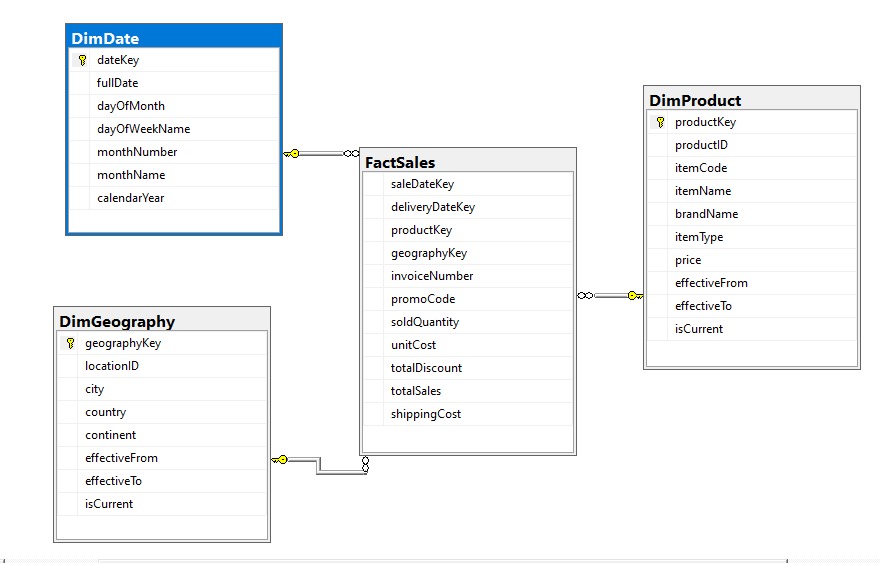 DimDate
dateKey
fullDate
dayOfMonth
dayOfWeekName
monthNumber
monthName
calendarYear
FactSales
saleDateKey
deliveryDateKey
productKey
geographyKey
invoiceNumber
promoCode
soldQuantity
unitCost
totalDiscount
totalSales
shippingCost
DimProduct
productKey
productID
itemCode
itemName
brandName
itemType
price
effectiveFrom
effectiveTo
isCurrent
DimGeography
geographyKey
locationID
city
country
continent
effectiveFrom
effectiveTo
isCurrent